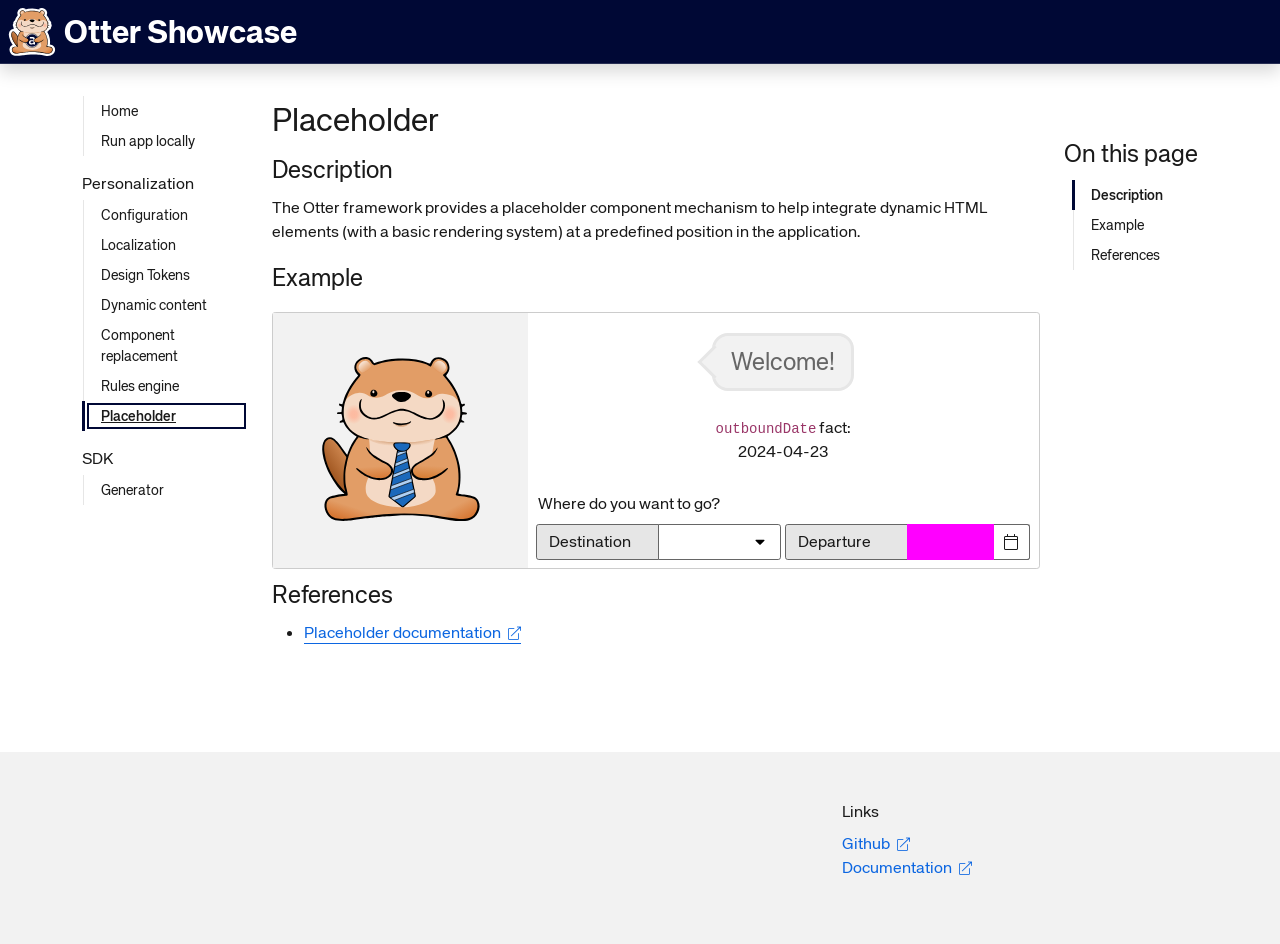 Otter Showcase
Home
Run app locally
Personalization
Configuration
Localization
Design Tokens
Dynamic content
Component
replacement
Rules engine
Placeholder
SDK
Generator
Placeholder
Description
The Otter framework provides a placeholder component mechanism to help integrate dynamic HTML
elements (with a basic rendering system) at a predefined position in the application.
Example
Welcome!
outboundDate fact:
2024-04-23
Where do you want to go?
Destination
Departure
References
Placeholder documentation
On this page
Description
Example
References
Links
Github
Documentation